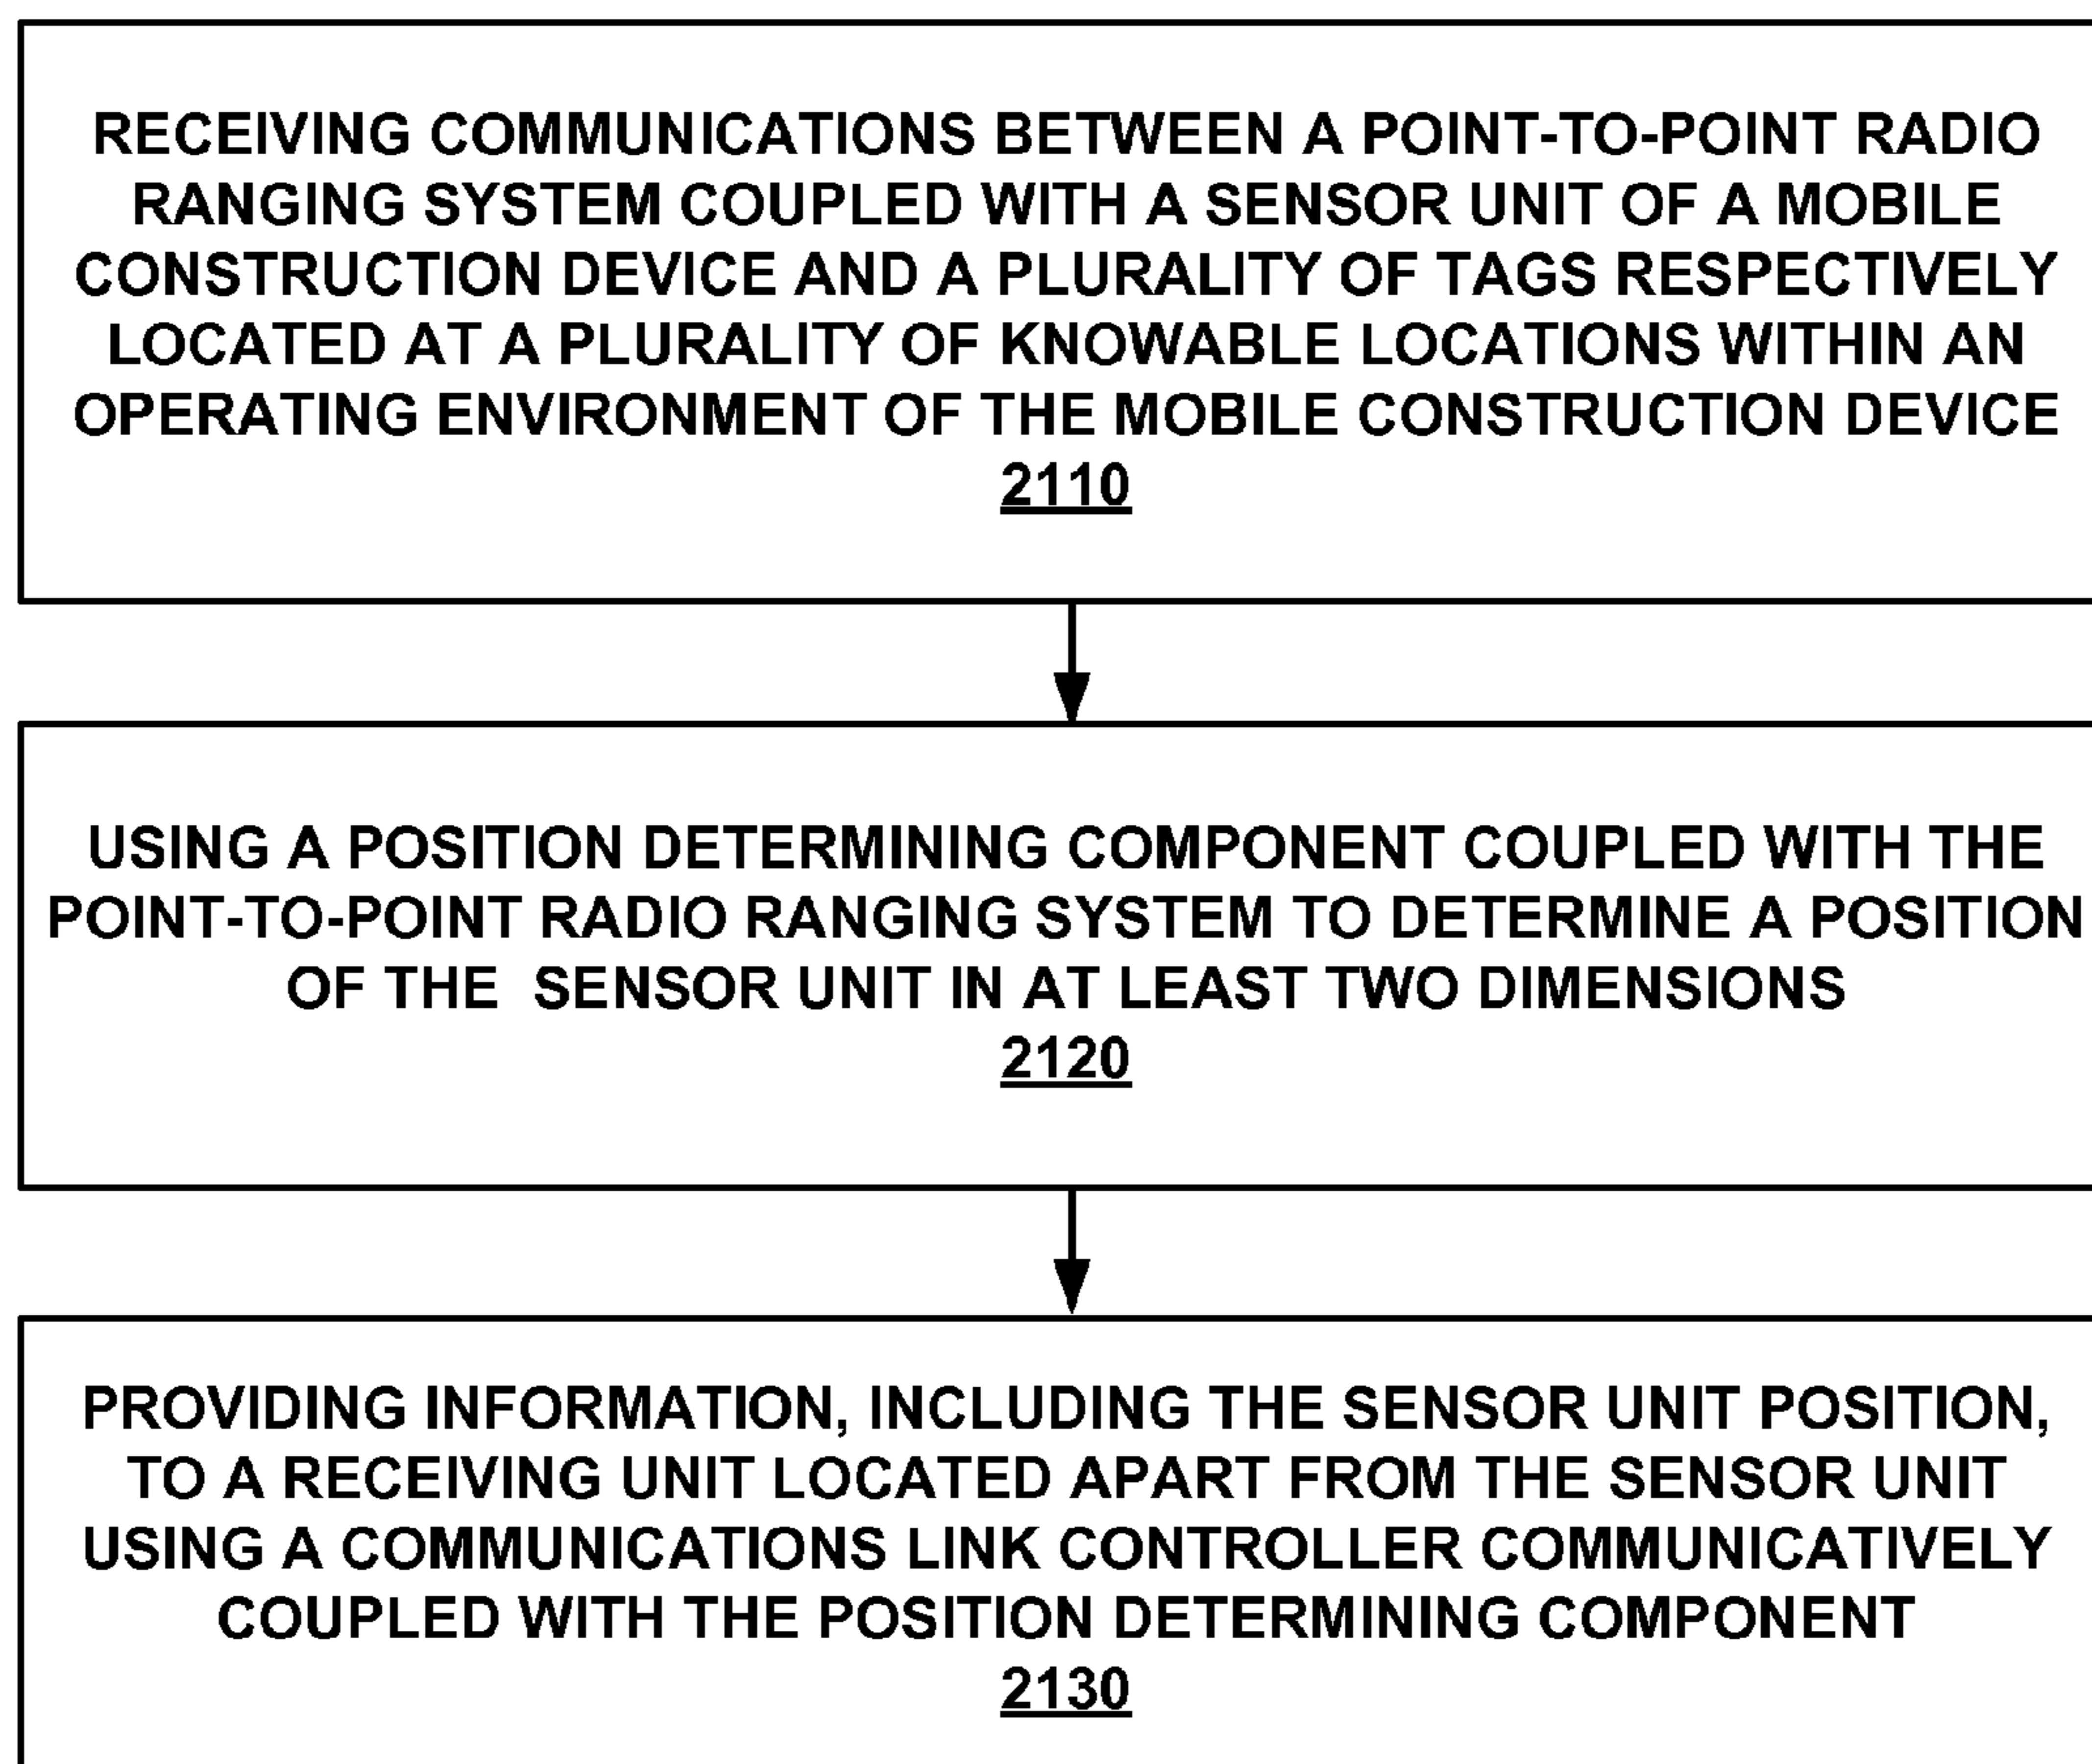 RECEIVING COMMUNICATIONS BETWEEN A POINT-TO-POINT RADIO
RANGING SYSTEM COUPLED WITH A SENSOR UNIT OF A MOBILE
CONSTRUCTION DEVICE AND A PLURALITY OF TAGS RESPECTIVELY
LOCATED AT A PLURALITY OF KNOWABLE LOCATIONS WITHIN AN
OPERATING ENVIRONMENT OF THE MOBILE CONSTRUCTION DEVICE
2110
USING A POSITION DETERMINING COMPONENT COUPLED WITH THE
POINT-TO-POINT RADIO RANGING SYSTEM TO DETERMINE A POSITION
OF THE SENSOR UNIT IN AT LEAST TWO DIMENSIONS
2120
PROVIDING INFORMATION, INCLUDING THE SENSOR UNIT POSITION,
TO A RECEIVING UNIT LOCATED APART FROM THE SENSOR UNIT
USING A COMMUNICATIONS LINK CONTROLLER COMMUNICATIVELY
COUPLED WITH THE POSITION DETERMINING COMPONENT
2130